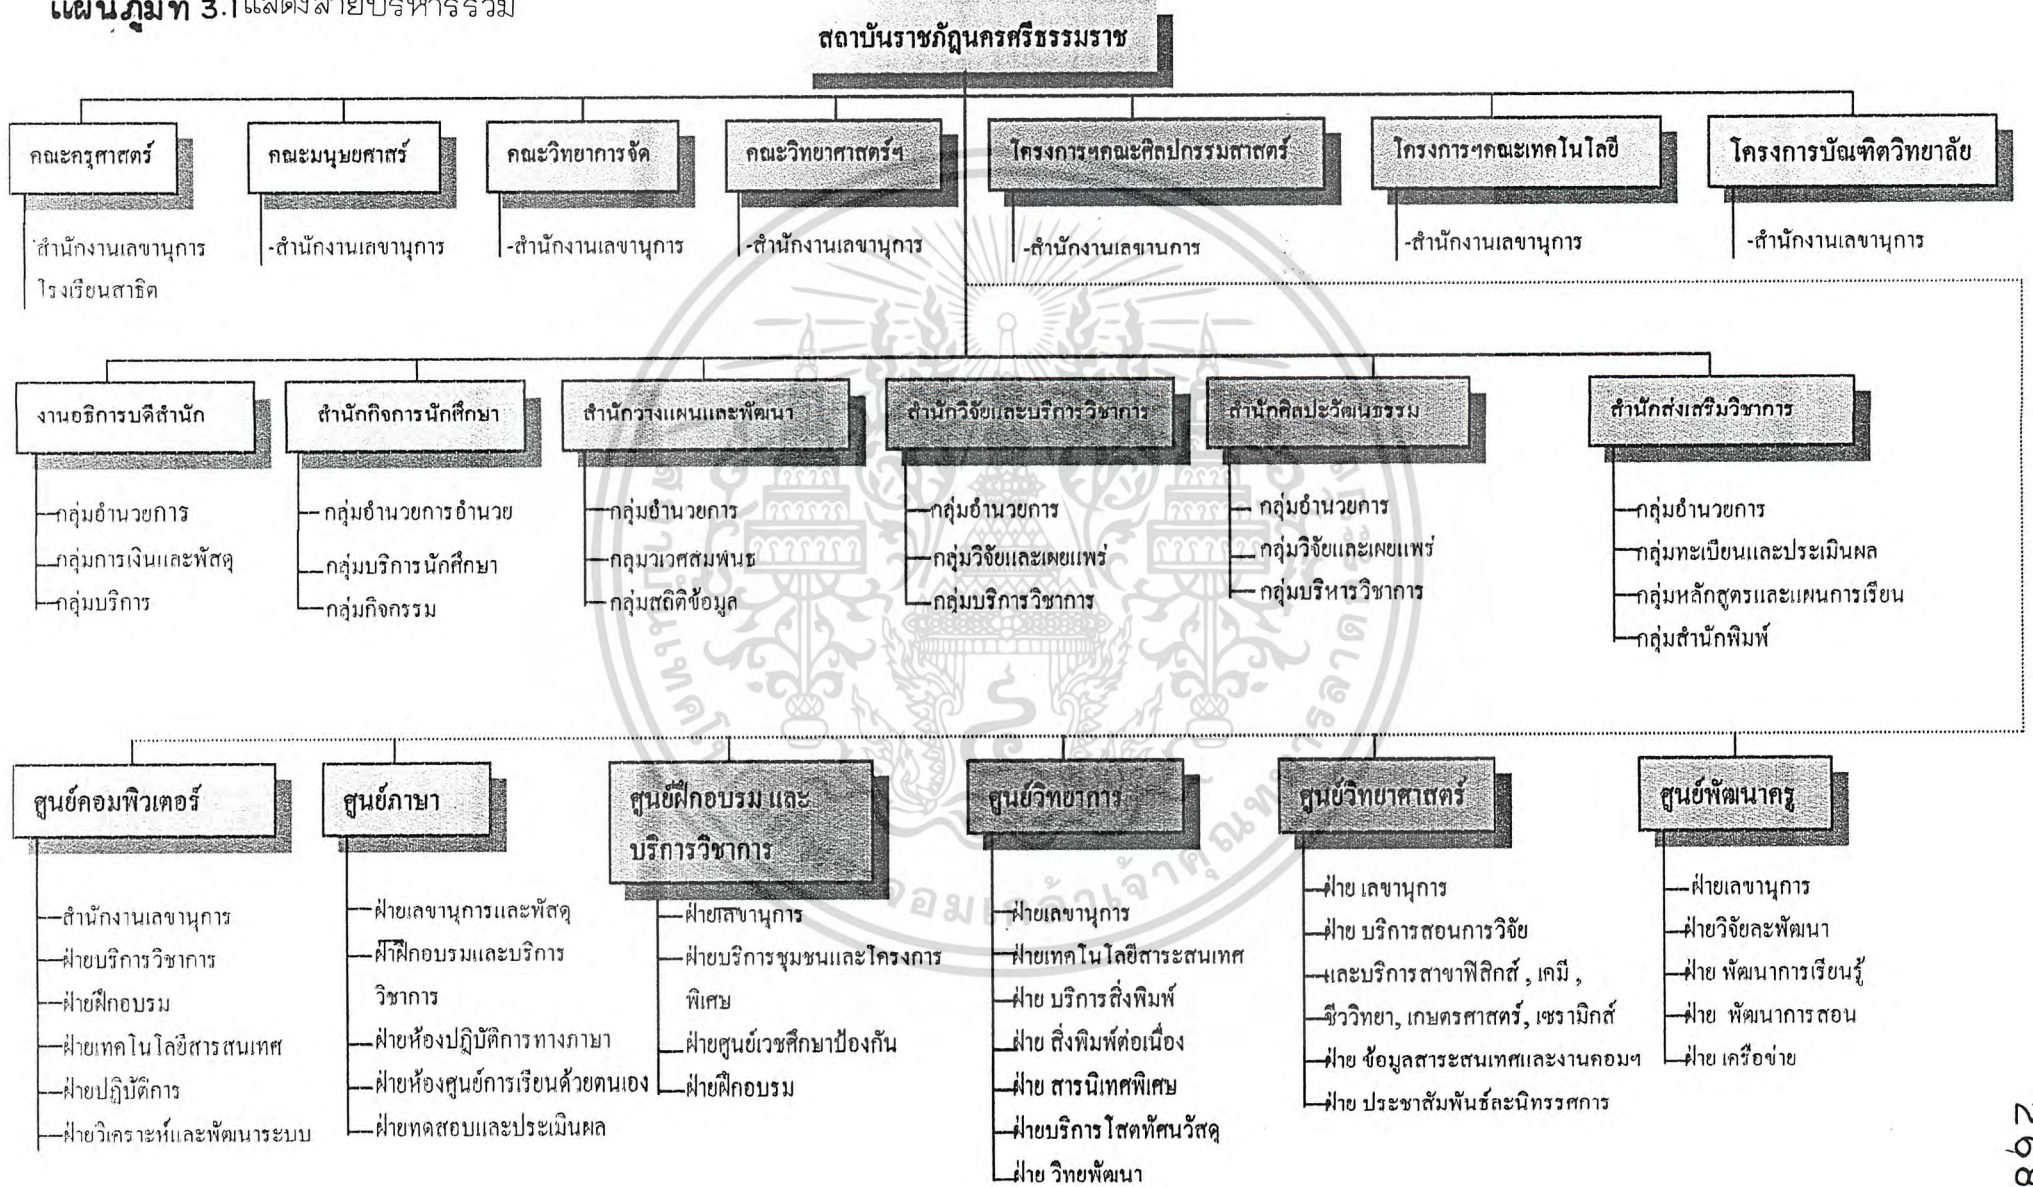 แผนภูมิที่ 3.1 แสดงสายบริหารรวม
สถาบันราชภัฏนครศรีธรรมราช
คณะครุศาสตร์
คณะมนุษยศาสร์
คณะวิทยาการจัด
คณะวิทยาศาสตร์ฯ
โครงการฯคณะศิลปกรรมสาสตร์
โครงการฯคณะเทคโนโลยี
โครงการบัณฑิตวิทยาลัย
สำนักงานเลขานุการ
โรงเรียนสาธิต
-สำนักงานเลขานุการ
-สำนักงานเลขานุการ
-สำนักงานเลขานุการ
-สำนักงานเลขานุการ
-สำนักงานเลขานุการ
-สำนักงานเลขานุการ
งานอธิการบดีสำนัก
สำนักกิจการนักศึกษา
สำนักวางแผนและพัฒนา
สำนักวิจัยและบริการวิชาการ
สำนักศิลปะวัฒนธรรม
สำนักส่งเสริมวิชาการ
กลุ่มอำนวยการ
กลุ่มการเงินและพัสดุ
กลุ่มบริการ
กลุ่มอำนวยการอำนวย
กลุ่มบริการนักศึกษา
กลุ่มกิจกรรม
กลุ่มอำนวยการ
กลุมวิเวศสัมพันธ
กลุ่มสถิติข้อมูล
กลุ่มอำนวยการ
กลุ่มวิจัยและเผยแพร่
กลุ่มบริการวิชาการ
กลุ่มอำนวยการ
กลุ่มวิจัยและเผยแพร่
กลุ่มบริหารวิชาการ
กลุ่มอำนวยการ
กลุ่มทะเบียนและประเมินผล
กลุ่มหลักสูตรและแผนการเรียน
กลุ่มสำนักพิมพ์
ศูนย์คอมพิวเตอร์
ศูนย์ภาษา
ศูนย์ฝึกอบรม และ
บริการวิชาการ
ศูนย์วิทยาการ
ศูนย์วิทยาศาสตร์
ศูนย์พัฒนาครู
สำนักงานเลขานุการ
ฝ่ายบริการวิชาการ
ฝ่ายฝึกอบรม
ฝ่ายเทคโนโลยีสารสนเทศ
ฝ่ายปฏิบัติการ
ฝ่ายวิเคราะห์และพัฒนาระบบ
ฝ่ายเลขานุการและพัสดุ
ฝ่าฝึกอบรมและบริการ
วิชาการ
ฝ่ายห้องปฎิบัติการทางภาษา
ฝ่ายห้องศูนย์การเรียนด้วยตนเอง
ฝ่ายทดสอบและประเมินผล
ฝ่ายเลขานุการ
ฝ่ายบริการชุมชนและโครงการ
พิเศษ
ฝ่ายศูนย์เวชศึกษาป้องกัน
ฝ่ายฝึกอบรม
ฝ่ายเลขานุการ
ฝ่ายเทคโนโลยีสาระสนเทศ
ฝ่าย บริการสิ่งพิมพ์
ฝ่าย สิ่งพิมพ์ต่อเนื่อง
ฝ่าย สารนิเทศพิเศษ
ฝ่ายบริการโสตทัศนวัสดุ
ฝ่าย วิทยพัฒนา
ฝ่าย เลขานุการ
ฝ่าย บริการสอนการวิจัย
และบริการสาขาฟิสิกส์ , เคมี ,
ชีววิทยา, เกษตรศาสตร์, เซรามิกส์
ฝ่าย ข้อมูลสาระสนเทศและงานคอมฯ
ฝ่าย ประชาสัมพันธ์ละนิทรรศการ
ฝ่ายเลขานุการ
ฝ่ายวิจัยละพัฒนา
ฝ่าย พัฒนาการเรียนรู้
ฝ่าย พัฒนาการสอน
ฝ่าย เครือข่าย
298